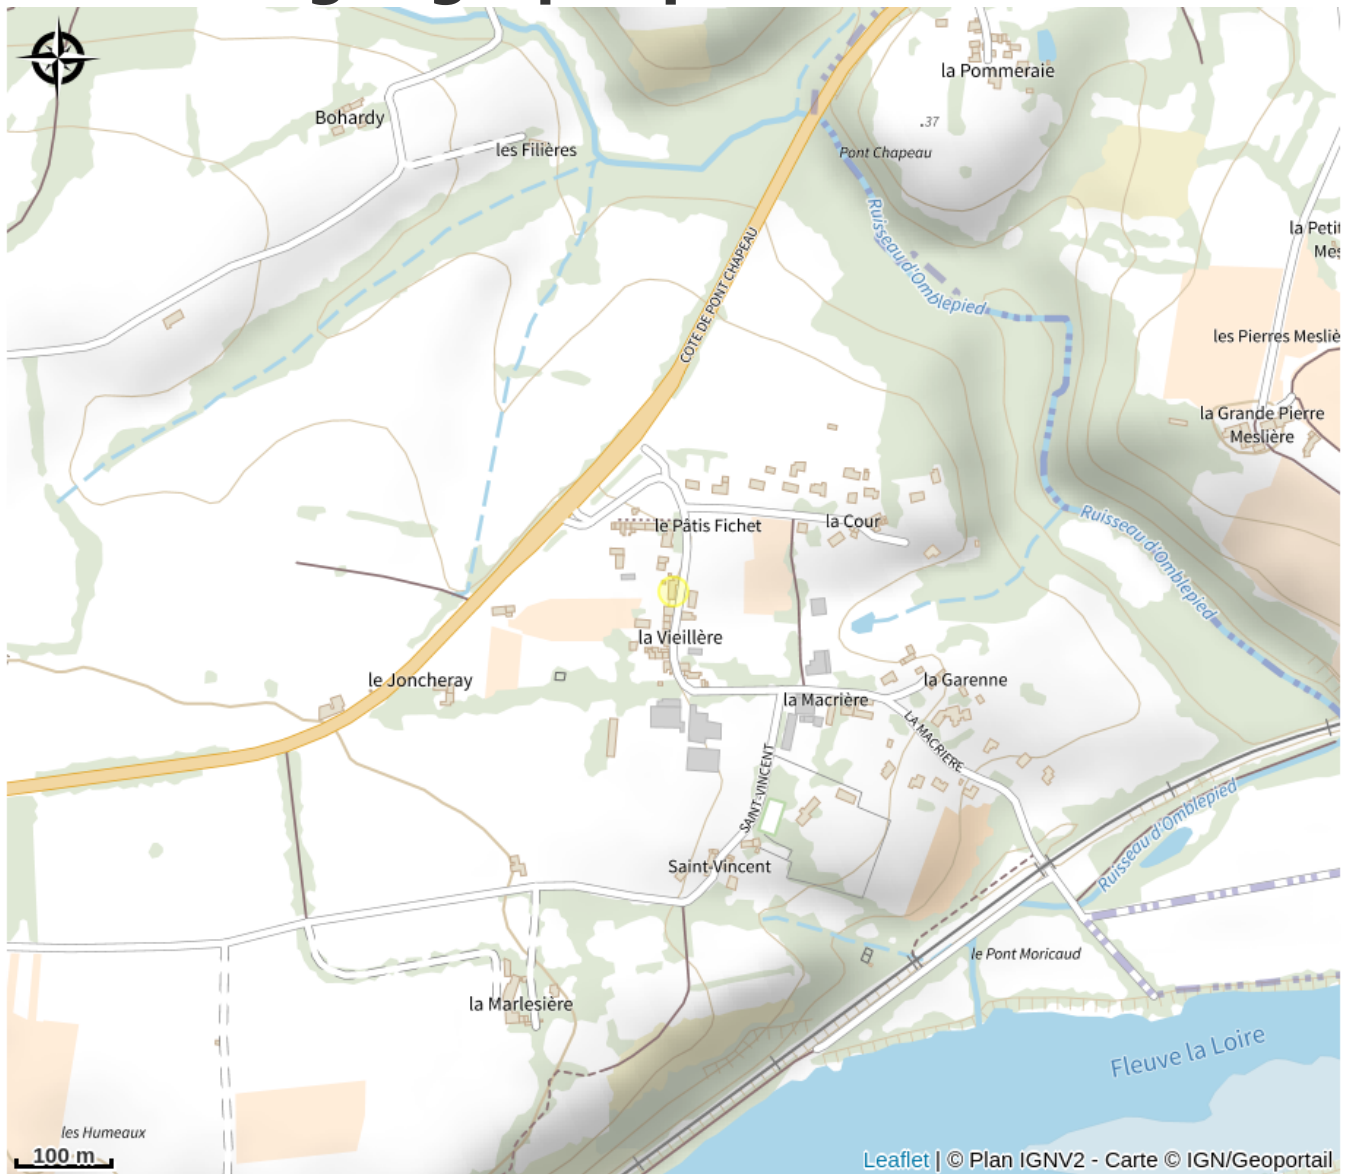 la Pommeraie
Bohardy
.37
les Filières
Pont Chapeau
la Petit
Mes
Ruisseau d'Omblepied
COTE DE PONT CHAPEAU
les Pierres Mesliè
la Grande Pierre
Meslière
le Pâtis Fichet
la Cour
Ruisseau d'Omblepied
la Vieillère
le Joncheray
la Garenne
la Macrière
LA MACRIERE
SAINT-VINCENT
Ruisseau d'Omblepied
Saint-Vincent
le Pont Moricaud
la Marlesière
Fleuve la Loire
les Humeaux
100 m
Leaflet | © Plan IGNV2 - Carte © IGN/Geoportail